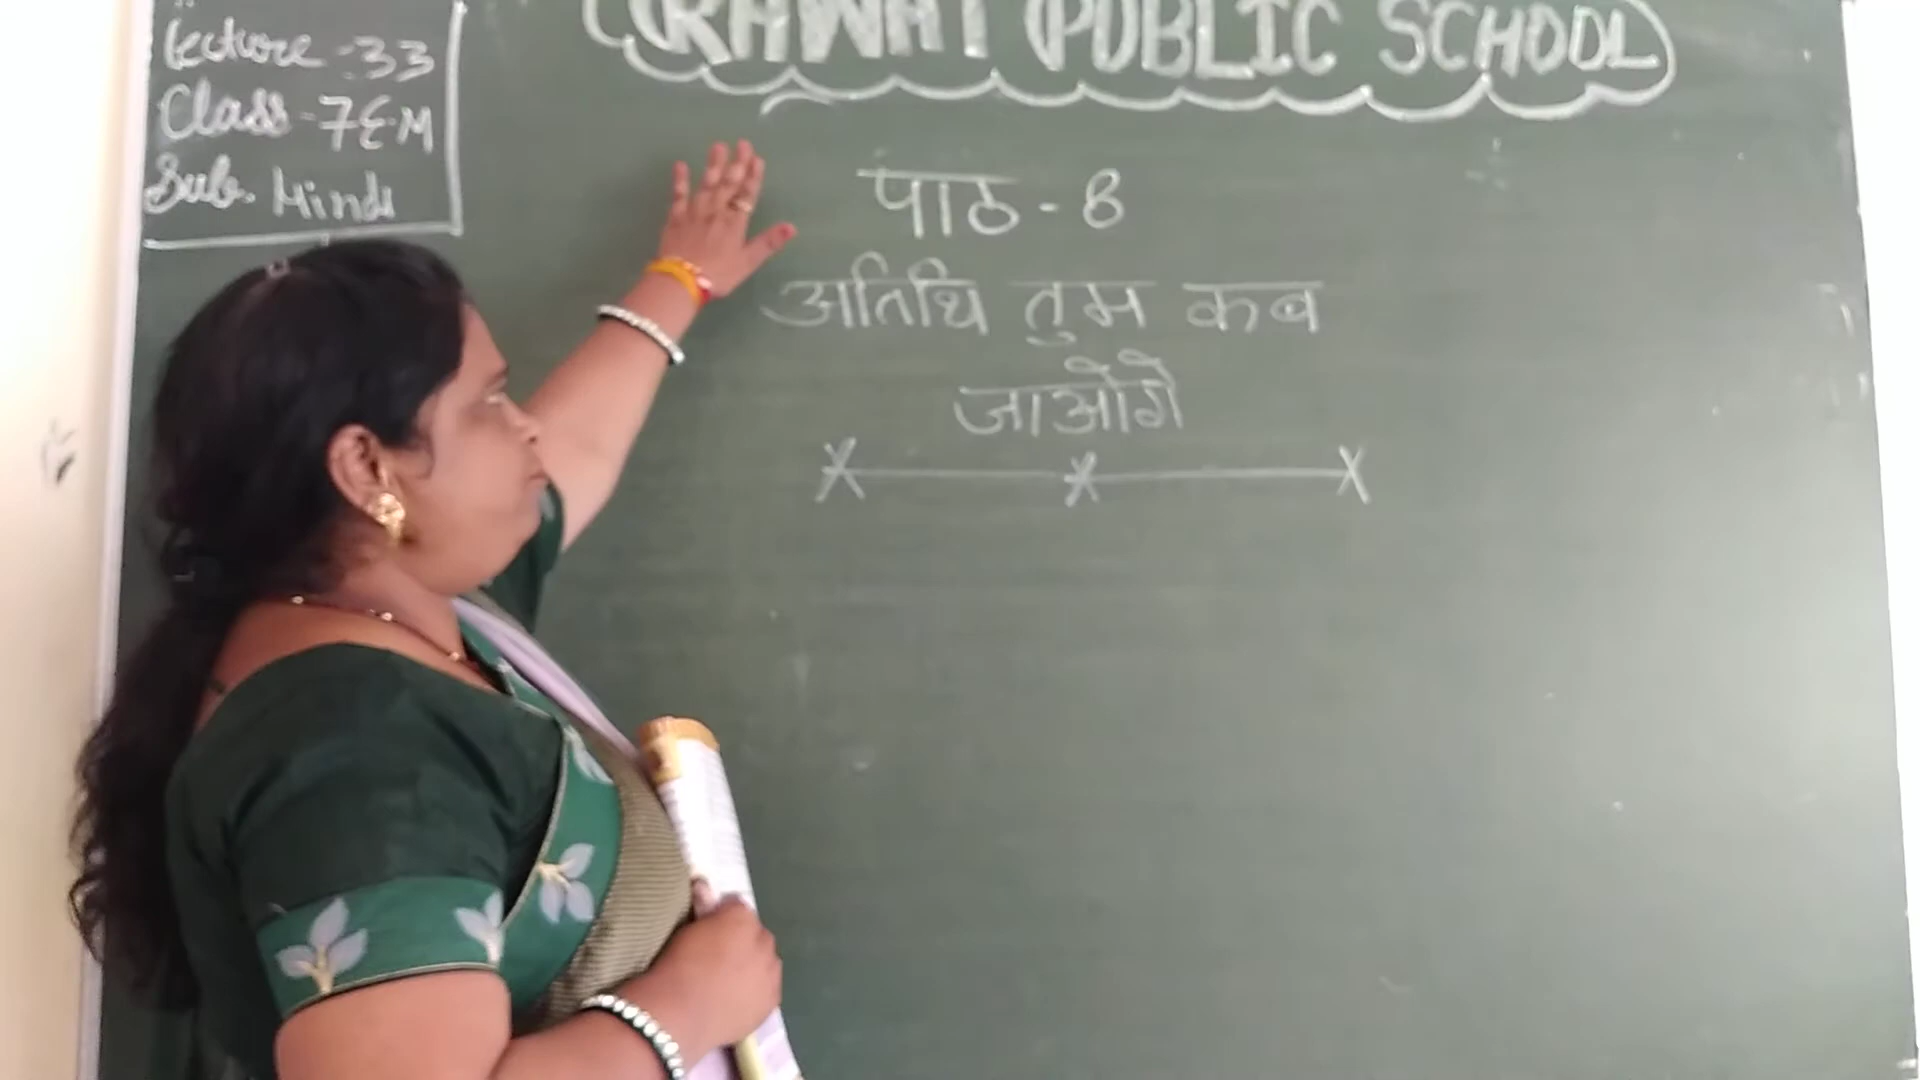 Lecture - 33
Class - 7 E.M
Sub. Hindi
RAWAT PUBLIC SCHOOL
पाठ - 8
अतिथि तुम कब
जाओगे